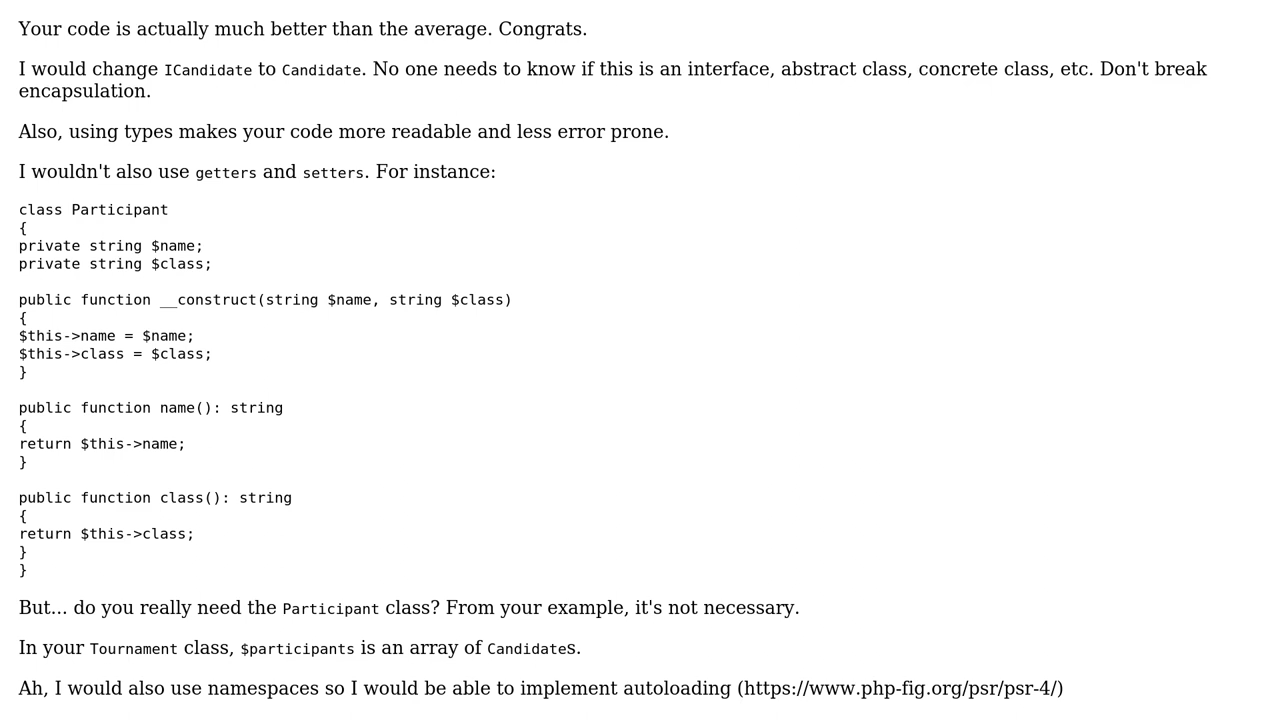 Your code is actually much better than the average. Congrats.
I would change ICandidate to Candidate. No one needs to know if this is an interface, abstract class, concrete class, etc. Don't break
encapsulation.
Also, using types makes your code more readable and less error prone.
I wouldn't also use getters and setters. For instance:
class Participant
{
private string $name;
private string $class;
public function __construct(string $name, string $class)
{
$this->name = $name;
$this->class = $class;
}
public function name(): string
{
return $this->name;
}
public function class(): string
{
return $this->class;
}
}
But... do you really need the Participant class? From your example, it's not necessary.
In your Tournament class, $participants is an array of Candidates.
Ah, I would also use namespaces so I would be able to implement autoloading (https://www.php-fig.org/psr/psr-4/)